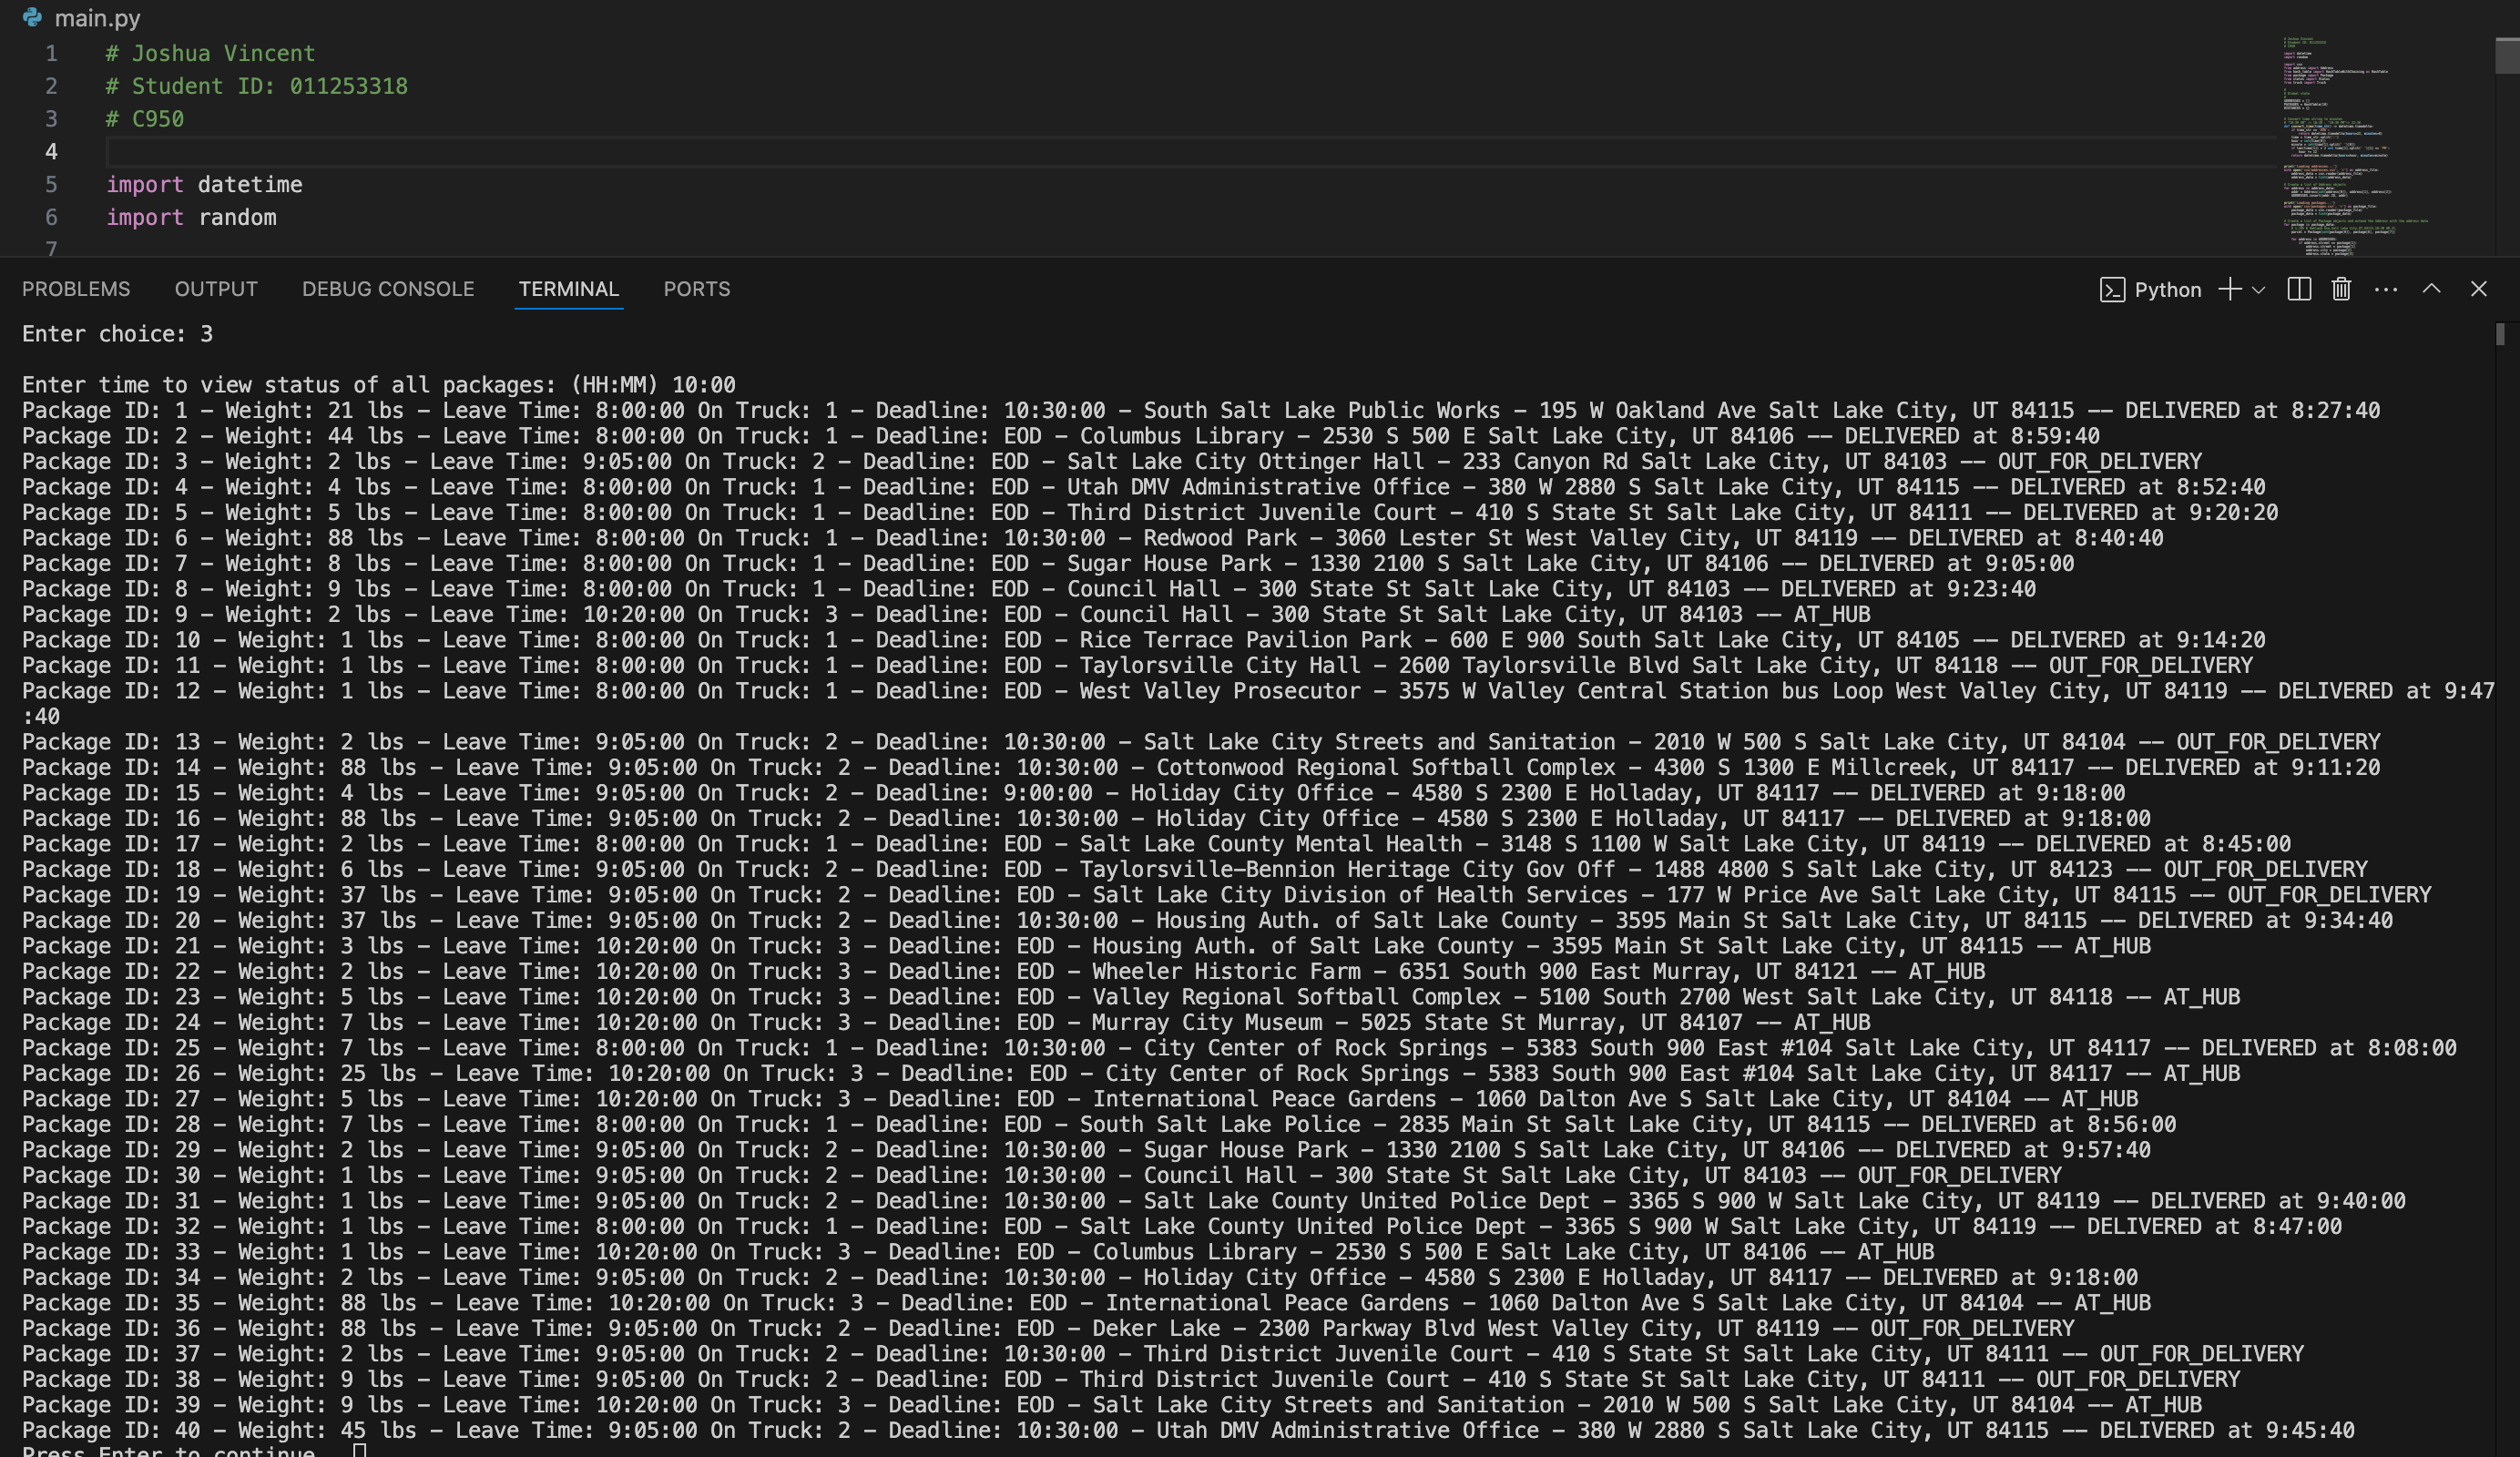 main.py
1 # Joshua Vincent
2 # Student ID: 011253318
3 # C950
4
5 import datetime
6 import random
7
PROBLEMS OUTPUT DEBUG CONSOLE TERMINAL PORTS Python
Enter choice: 3
Enter time to view status of all packages: (HH:MM) 10:00
Package ID: 1 – Weight: 21 lbs – Leave Time: 8:00:00 On Truck: 1 – Deadline: 10:30:00 – South Salt Lake Public Works – 195 W Oakland Ave Salt Lake City, UT 84115 –– DELIVERED at 8:27:40
Package ID: 2 – Weight: 44 lbs – Leave Time: 8:00:00 On Truck: 1 – Deadline: EOD – Columbus Library – 2530 S 500 E Salt Lake City, UT 84106 –– DELIVERED at 8:59:40
Package ID: 3 – Weight: 2 lbs – Leave Time: 9:05:00 On Truck: 2 – Deadline: EOD – Salt Lake City Ottinger Hall – 233 Canyon Rd Salt Lake City, UT 84103 –– OUT_FOR_DELIVERY
Package ID: 4 – Weight: 4 lbs – Leave Time: 8:00:00 On Truck: 1 – Deadline: EOD – Utah DMV Administrative Office – 380 W 2880 S Salt Lake City, UT 84115 –– DELIVERED at 8:52:40
Package ID: 5 – Weight: 5 lbs – Leave Time: 8:00:00 On Truck: 1 – Deadline: EOD – Third District Juvenile Court – 410 S State St Salt Lake City, UT 84111 –– DELIVERED at 9:20:20
Package ID: 6 – Weight: 88 lbs – Leave Time: 8:00:00 On Truck: 1 – Deadline: 10:30:00 – Redwood Park – 3060 Lester St West Valley City, UT 84119 –– DELIVERED at 8:40:40
Package ID: 7 – Weight: 8 lbs – Leave Time: 8:00:00 On Truck: 1 – Deadline: EOD – Sugar House Park – 1330 2100 S Salt Lake City, UT 84106 –– DELIVERED at 9:05:00
Package ID: 8 – Weight: 9 lbs – Leave Time: 8:00:00 On Truck: 1 – Deadline: EOD – Council Hall – 300 State St Salt Lake City, UT 84103 –– DELIVERED at 9:23:40
Package ID: 9 – Weight: 2 lbs – Leave Time: 10:20:00 On Truck: 3 – Deadline: EOD – Council Hall – 300 State St Salt Lake City, UT 84103 –– AT_HUB
Package ID: 10 – Weight: 1 lbs – Leave Time: 8:00:00 On Truck: 1 – Deadline: EOD – Rice Terrace Pavilion Park – 600 E 900 South Salt Lake City, UT 84105 –– DELIVERED at 9:14:20
Package ID: 11 – Weight: 1 lbs – Leave Time: 8:00:00 On Truck: 1 – Deadline: EOD – Taylorsville City Hall – 2600 Taylorsville Blvd Salt Lake City, UT 84118 –– OUT_FOR_DELIVERY
Package ID: 12 – Weight: 1 lbs – Leave Time: 8:00:00 On Truck: 1 – Deadline: EOD – West Valley Prosecutor – 3575 W Valley Central Station bus Loop West Valley City, UT 84119 –– DELIVERED at 9:47
:40
Package ID: 13 – Weight: 2 lbs – Leave Time: 9:05:00 On Truck: 2 – Deadline: 10:30:00 – Salt Lake City Streets and Sanitation – 2010 W 500 S Salt Lake City, UT 84104 –– OUT_FOR_DELIVERY
Package ID: 14 – Weight: 88 lbs – Leave Time: 9:05:00 On Truck: 2 – Deadline: 10:30:00 – Cottonwood Regional Softball Complex – 4300 S 1300 E Millcreek, UT 84117 –– DELIVERED at 9:11:20
Package ID: 15 – Weight: 4 lbs – Leave Time: 9:05:00 On Truck: 2 – Deadline: 9:00:00 – Holiday City Office – 4580 S 2300 E Holladay, UT 84117 –– DELIVERED at 9:18:00
Package ID: 16 – Weight: 88 lbs – Leave Time: 9:05:00 On Truck: 2 – Deadline: 10:30:00 – Holiday City Office – 4580 S 2300 E Holladay, UT 84117 –– DELIVERED at 9:18:00
Package ID: 17 – Weight: 2 lbs – Leave Time: 8:00:00 On Truck: 1 – Deadline: EOD – Salt Lake County Mental Health – 3148 S 1100 W Salt Lake City, UT 84119 –– DELIVERED at 8:45:00
Package ID: 18 – Weight: 6 lbs – Leave Time: 9:05:00 On Truck: 2 – Deadline: EOD – Taylorsville–Bennion Heritage City Gov Off – 1488 4800 S Salt Lake City, UT 84123 –– OUT_FOR_DELIVERY
Package ID: 19 – Weight: 37 lbs – Leave Time: 9:05:00 On Truck: 2 – Deadline: EOD – Salt Lake City Division of Health Services – 177 W Price Ave Salt Lake City, UT 84115 –– OUT_FOR_DELIVERY
Package ID: 20 – Weight: 37 lbs – Leave Time: 9:05:00 On Truck: 2 – Deadline: 10:30:00 – Housing Auth. of Salt Lake County – 3595 Main St Salt Lake City, UT 84115 –– DELIVERED at 9:34:40
Package ID: 21 – Weight: 3 lbs – Leave Time: 10:20:00 On Truck: 3 – Deadline: EOD – Housing Auth. of Salt Lake County – 3595 Main St Salt Lake City, UT 84115 –– AT_HUB
Package ID: 22 – Weight: 2 lbs – Leave Time: 10:20:00 On Truck: 3 – Deadline: EOD – Wheeler Historic Farm – 6351 South 900 East Murray, UT 84121 –– AT_HUB
Package ID: 23 – Weight: 5 lbs – Leave Time: 10:20:00 On Truck: 3 – Deadline: EOD – Valley Regional Softball Complex – 5100 South 2700 West Salt Lake City, UT 84118 –– AT_HUB
Package ID: 24 – Weight: 7 lbs – Leave Time: 10:20:00 On Truck: 3 – Deadline: EOD – Murray City Museum – 5025 State St Murray, UT 84107 –– AT_HUB
Package ID: 25 – Weight: 7 lbs – Leave Time: 8:00:00 On Truck: 1 – Deadline: 10:30:00 – City Center of Rock Springs – 5383 South 900 East #104 Salt Lake City, UT 84117 –– DELIVERED at 8:08:00
Package ID: 26 – Weight: 25 lbs – Leave Time: 10:20:00 On Truck: 3 – Deadline: EOD – City Center of Rock Springs – 5383 South 900 East #104 Salt Lake City, UT 84117 –– AT_HUB
Package ID: 27 – Weight: 5 lbs – Leave Time: 10:20:00 On Truck: 3 – Deadline: EOD – International Peace Gardens – 1060 Dalton Ave S Salt Lake City, UT 84104 –– AT_HUB
Package ID: 28 – Weight: 7 lbs – Leave Time: 8:00:00 On Truck: 1 – Deadline: EOD – South Salt Lake Police – 2835 Main St Salt Lake City, UT 84115 –– DELIVERED at 8:56:00
Package ID: 29 – Weight: 2 lbs – Leave Time: 9:05:00 On Truck: 2 – Deadline: 10:30:00 – Sugar House Park – 1330 2100 S Salt Lake City, UT 84106 –– DELIVERED at 9:57:40
Package ID: 30 – Weight: 1 lbs – Leave Time: 9:05:00 On Truck: 2 – Deadline: 10:30:00 – Council Hall – 300 State St Salt Lake City, UT 84103 –– OUT_FOR_DELIVERY
Package ID: 31 – Weight: 1 lbs – Leave Time: 9:05:00 On Truck: 2 – Deadline: 10:30:00 – Salt Lake County United Police Dept – 3365 S 900 W Salt Lake City, UT 84119 –– DELIVERED at 9:40:00
Package ID: 32 – Weight: 1 lbs – Leave Time: 8:00:00 On Truck: 1 – Deadline: EOD – Salt Lake County United Police Dept – 3365 S 900 W Salt Lake City, UT 84119 –– DELIVERED at 8:47:00
Package ID: 33 – Weight: 1 lbs – Leave Time: 10:20:00 On Truck: 3 – Deadline: EOD – Columbus Library – 2530 S 500 E Salt Lake City, UT 84106 –– AT_HUB
Package ID: 34 – Weight: 2 lbs – Leave Time: 9:05:00 On Truck: 2 – Deadline: 10:30:00 – Holiday City Office – 4580 S 2300 E Holladay, UT 84117 –– DELIVERED at 9:18:00
Package ID: 35 – Weight: 88 lbs – Leave Time: 10:20:00 On Truck: 3 – Deadline: EOD – International Peace Gardens – 1060 Dalton Ave S Salt Lake City, UT 84104 –– AT_HUB
Package ID: 36 – Weight: 88 lbs – Leave Time: 9:05:00 On Truck: 2 – Deadline: EOD – Deker Lake – 2300 Parkway Blvd West Valley City, UT 84119 –– OUT_FOR_DELIVERY
Package ID: 37 – Weight: 2 lbs – Leave Time: 9:05:00 On Truck: 2 – Deadline: 10:30:00 – Third District Juvenile Court – 410 S State St Salt Lake City, UT 84111 –– OUT_FOR_DELIVERY
Package ID: 38 – Weight: 9 lbs – Leave Time: 9:05:00 On Truck: 2 – Deadline: EOD – Third District Juvenile Court – 410 S State St Salt Lake City, UT 84111 –– OUT_FOR_DELIVERY
Package ID: 39 – Weight: 9 lbs – Leave Time: 10:20:00 On Truck: 3 – Deadline: EOD – Salt Lake City Streets and Sanitation – 2010 W 500 S Salt Lake City, UT 84104 –– AT_HUB
Package ID: 40 – Weight: 45 lbs – Leave Time: 9:05:00 On Truck: 2 – Deadline: 10:30:00 – Utah DMV Administrative Office – 380 W 2880 S Salt Lake City, UT 84115 –– DELIVERED at 9:45:40
Press Enter to continue